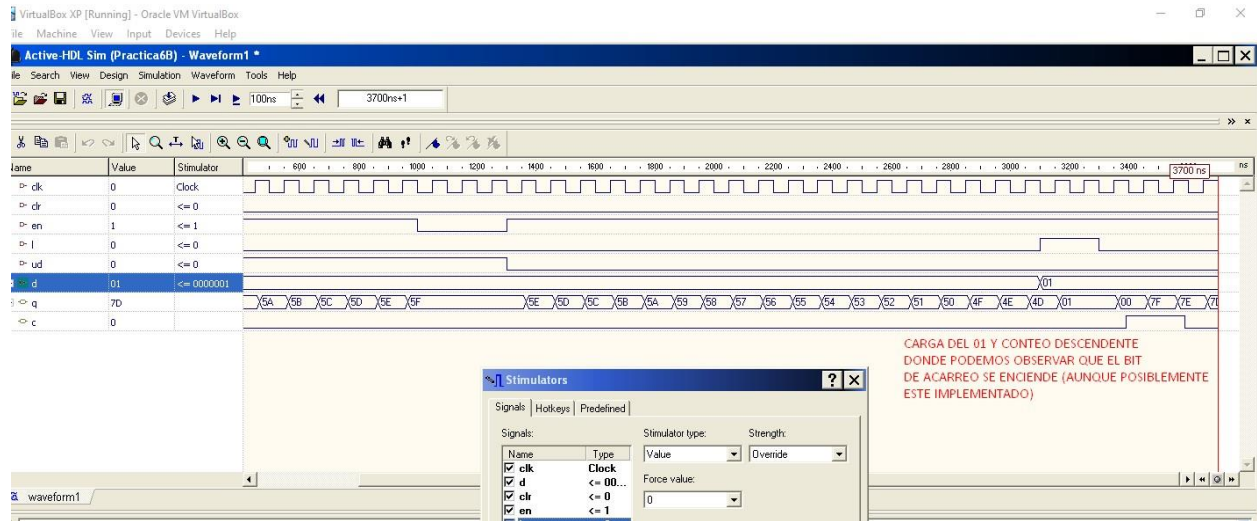 VirtualBox XP [Running] - Oracle VM VirtualBox
File Machine View Input Devices Help
Active-HDL Sim (Practica6B) - Waveform1 *
File Search View Design Simulation Waveform Tools Help
100ns 3700ns+1
Name Value Stimulator 600 800 1000 1200 1400 1600 1800 2000 2200 2400 2600 2800 3000 3200 3400 3700 ns ns
clk 0 Clock
clr 0 <= 0
en 1 <= 1
l 0 <= 0
ud 0 <= 0
d 01 <= 0000001 01
q 7D 5A 5B 5C 5D 5E 5F 5E 5D 5C 5B 5A 59 58 57 56 55 54 53 52 51 50 4F 4E 4D 01 00 7F 7E
c 0
CARGA DEL 01 Y CONTEO DESCENDENTE
DONDE PODEMOS OBSERVAR QUE EL BIT
DE ACARREO SE ENCIENDE (AUNQUE POSIBLEMENTE
ESTE IMPLEMENTADO)
Stimulators
Signals Hotkeys Predefined
Signals: Stimulator type: Strength:
Name Type Value Override
clk Clock
d <= 00...
clr <= 0 Force value:
en <= 1 0
waveform1